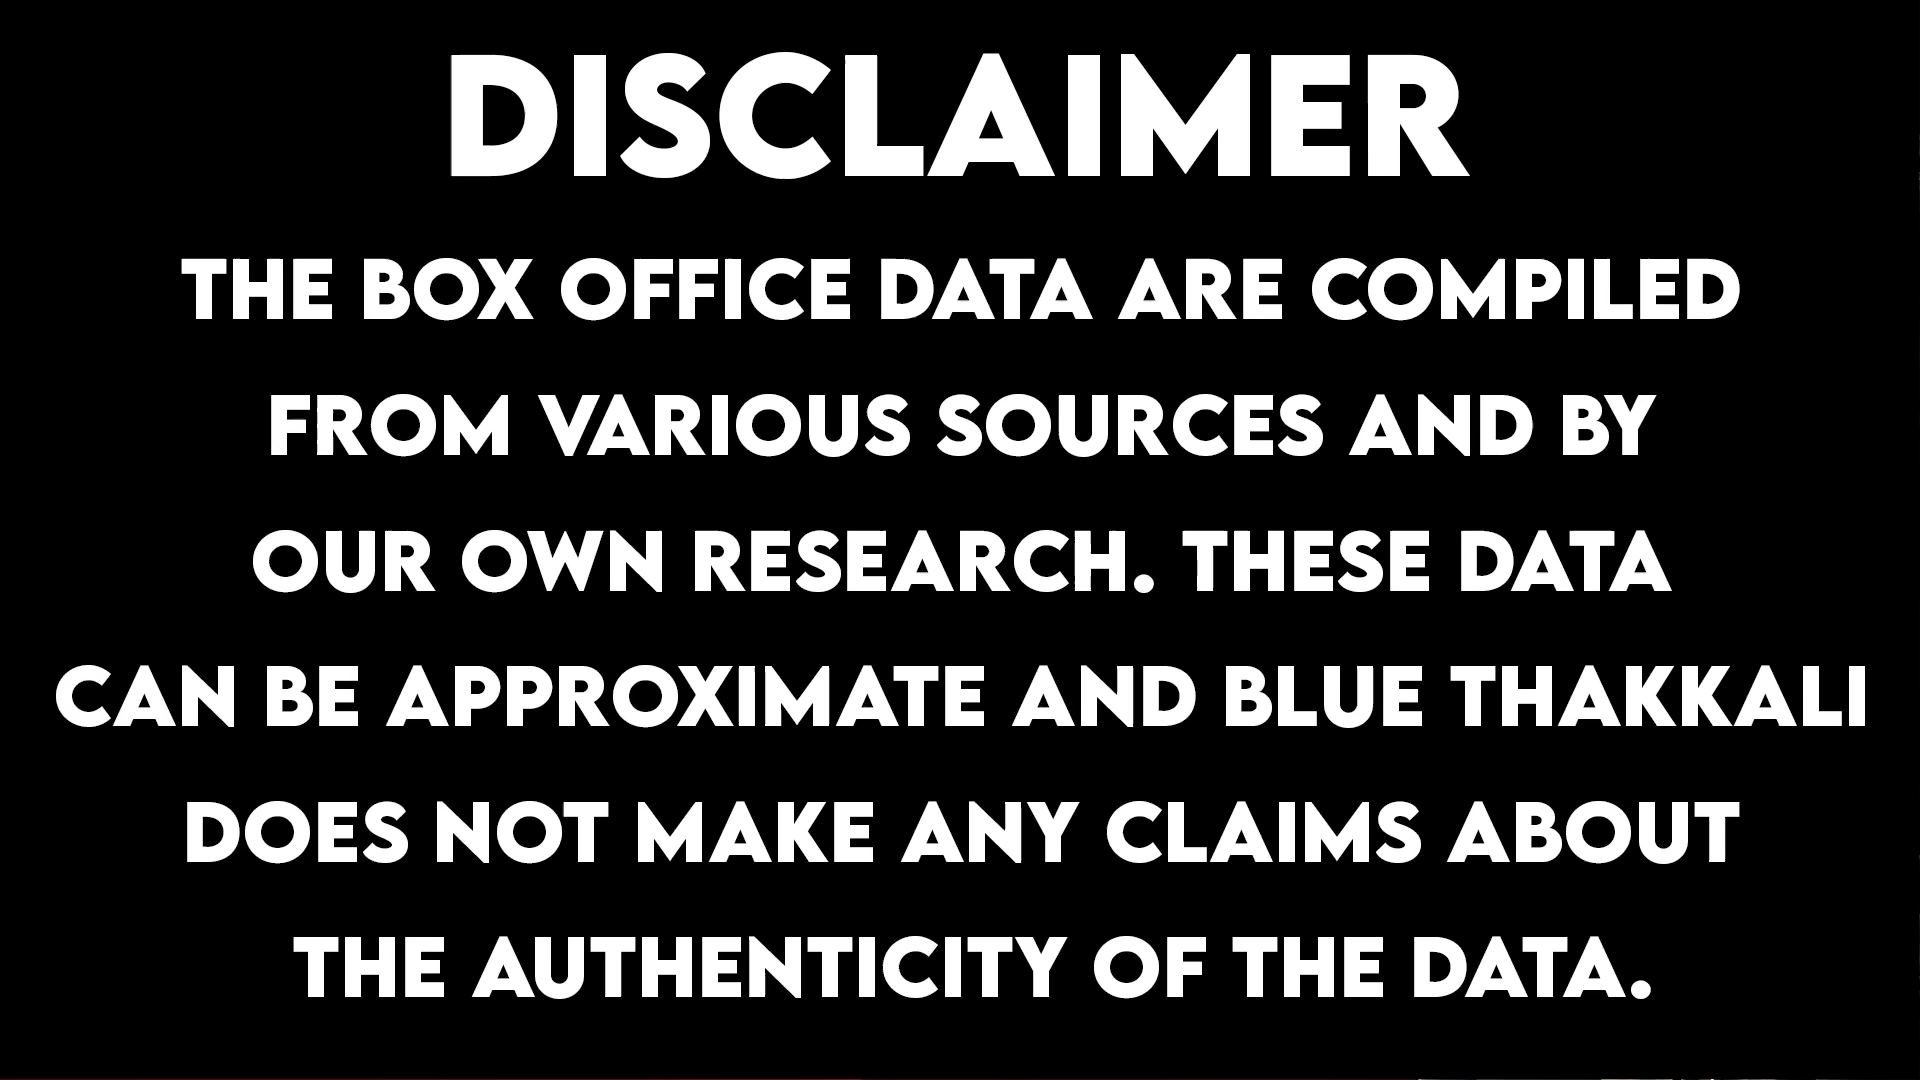 DISCLAIMER
THE BOX OFFICE DATA ARE COMPILED
FROM VARIOUS SOURCES AND BY
OUR OWN RESEARCH. THESE DATA
CAN BE APPROXIMATE AND BLUE THAKKALI
DOES NOT MAKE ANY CLAIMS ABOUT
THE AUTHENTICITY OF THE DATA.